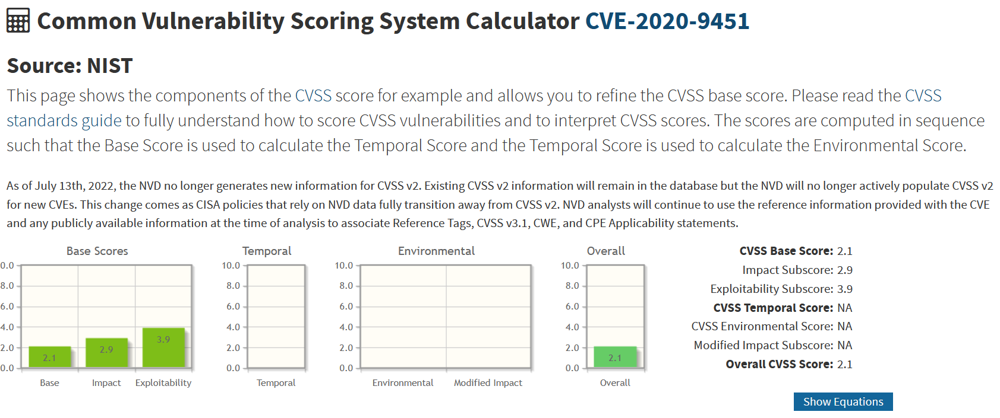 Common Vulnerability Scoring System Calculator CVE-2020-9451
Source: NIST
This page shows the components of the CVSS score for example and allows you to refine the CVSS base score. Please read the CVSS
standards guide to fully understand how to score CVSS vulnerabilities and to interpret CVSS scores. The scores are computed in sequence
such that the Base Score is used to calculate the Temporal Score and the Temporal Score is used to calculate the Environmental Score.
As of July 13th, 2022, the NVD no longer generates new information for CVSS v2. Existing CVSS v2 information will remain in the database but the NVD will no longer actively populate CVSS v2
for new CVEs. This change comes as CISA policies that rely on NVD data fully transition away from CVSS v2. NVD analysts will continue to use the reference information provided with the CVE
and any publicly available information at the time of analysis to associate Reference Tags, CVSS v3.1, CWE, and CPE Applicability statements.
Base Scores
0.0
8.0
6.0
4.0
2.0
0.0
2.1
2.9
3.9
Base Impact Exploitability
Temporal
10.0
8.0
6.0
4.0
2.0
0.0
Temporal
Environmental
10.0
8.0
6.0
4.0
2.0
0.0
Environmental Modified Impact
Overall
10.0
8.0
6.0
4.0
2.0
0.0
2.1
Overall
CVSS Base Score: 2.1
Impact Subscore: 2.9
Exploitability Subscore: 3.9
CVSS Temporal Score: NA
CVSS Environmental Score: NA
Modified Impact Subscore: NA
Overall CVSS Score: 2.1
Show Equations